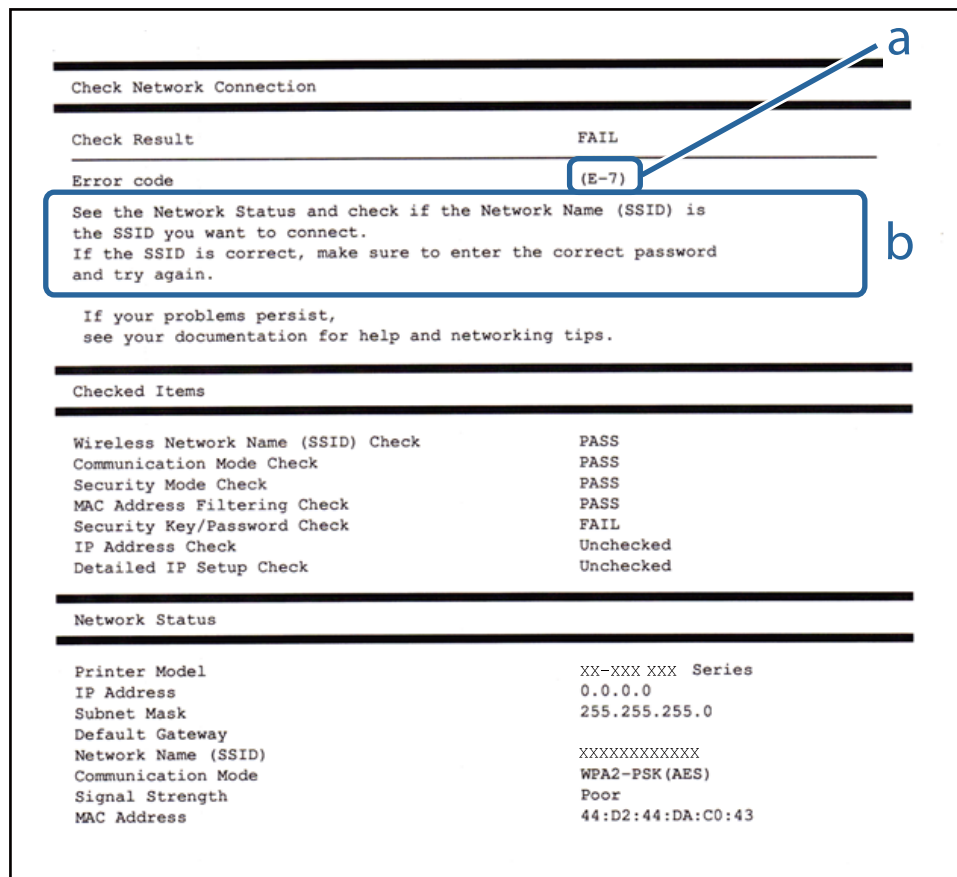 a
Check Network Connection
Check Result FAIL
Error code (E-7)
See the Network Status and check if the Network Name (SSID) is
the SSID you want to connect.
If the SSID is correct, make sure to enter the correct password
and try again.
b
If your problems persist,
see your documentation for help and networking tips.
Checked Items
Wireless Network Name (SSID) Check PASS
Communication Mode Check PASS
Security Mode Check PASS
MAC Address Filtering Check PASS
Security Key/Password Check FAIL
IP Address Check Unchecked
Detailed IP Setup Check Unchecked
Network Status
Printer Model XX-XXX XXX Series
IP Address 0.0.0.0
Subnet Mask 255.255.255.0
Default Gateway
Network Name (SSID) XXXXXXXXXXXX
Communication Mode WPA2-PSK(AES)
Signal Strength Poor
MAC Address 44:D2:44:DA:C0:43